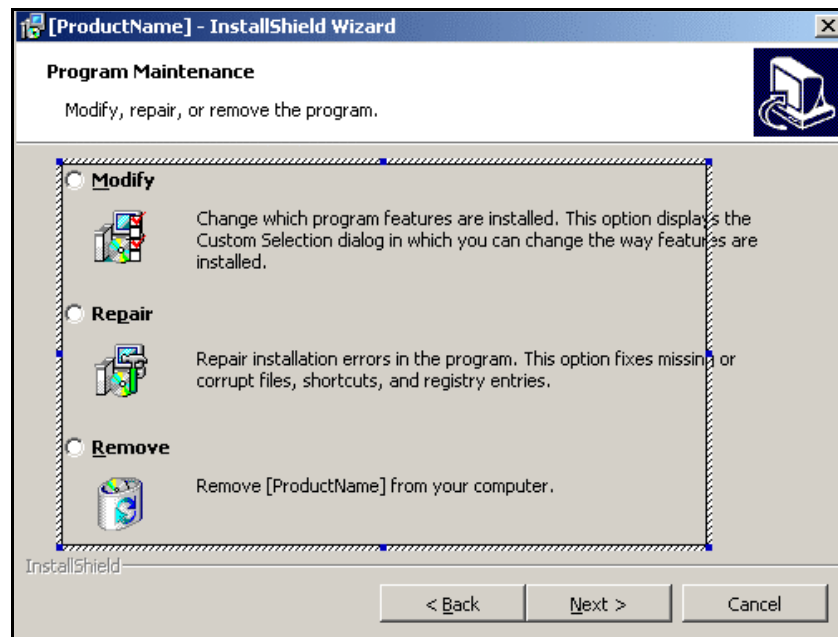 [ProductName] - InstallShield Wizard
Program Maintenance
Modify, repair, or remove the program.
Modify
Change which program features are installed. This option displays the
Custom Selection dialog in which you can change the way features are
installed.
Repair
Repair installation errors in the program. This option fixes missing or
corrupt files, shortcuts, and registry entries.
Remove
Remove [ProductName] from your computer.
InstallShield
< Back
Next >
Cancel